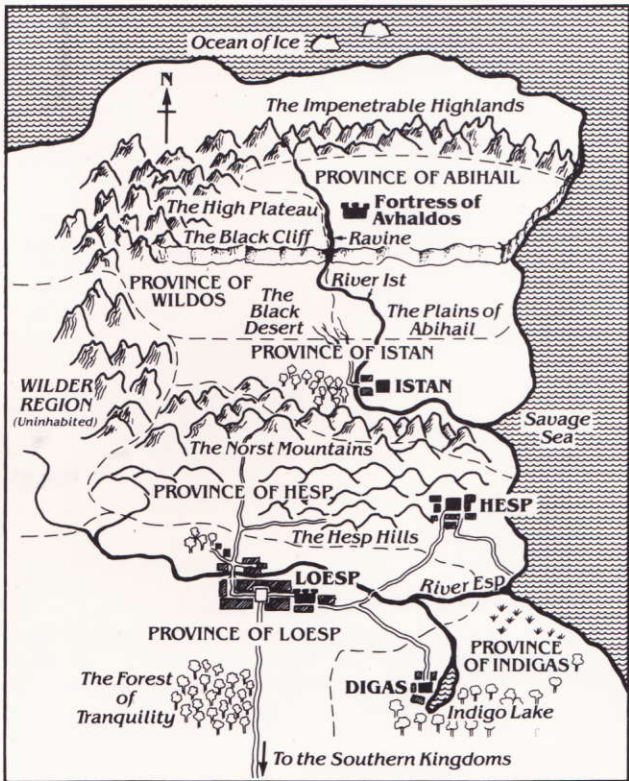 Ocean of Ice
N
The Impenetrable Highlands
PROVINCE OF ABIHAIL
The High Plateau
Fortress of
Avhaldos
The Black Cliff
Ravine
PROVINCE OF
WILDOS
River Ist
The
Black
Desert
The Plains of
Abihail
PROVINCE OF ISTAN
WILDER
REGION
(Uninhabited)
ISTAN
Savage
Sea
The Norst Mountains
PROVINCE OF HESP
HESP
The Hesp Hills
LOESP
River Esp
PROVINCE OF LOESP
PROVINCE
OF INDIGAS
The Forest
of
Tranquility
DIGAS
Indigo Lake
To the Southern Kingdoms